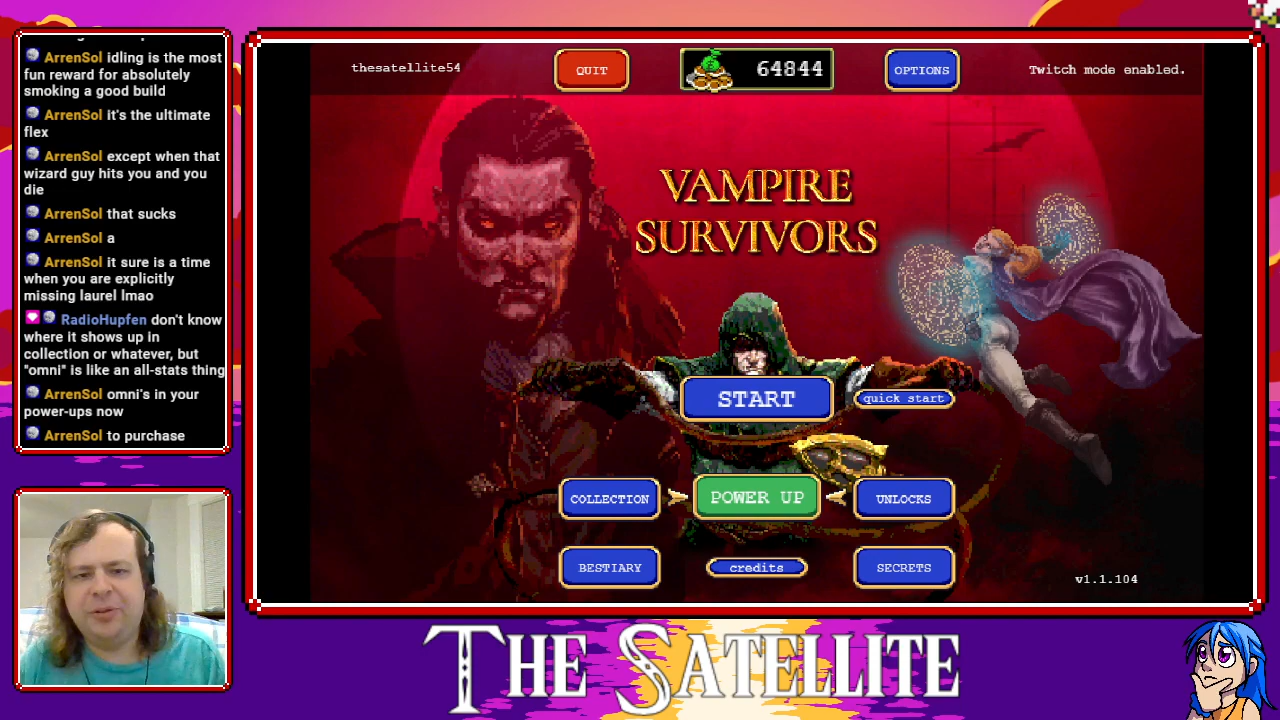 ArrenSol idling is the most
fun reward for absolutely
smoking a good build
ArrenSol it's the ultimate
flex
ArrenSol except when that
wizard guy hits you and you
die
ArrenSol that sucks
ArrenSol a
ArrenSol it sure is a time
when you are explicitly
missing laurel lmao
RadioHupfen don't know
where it shows up in
collection or whatever, but
"omni" is like an all-stats thing
ArrenSol omni's in your
power-ups now
ArrenSol to purchase
thesatellite54
QUIT
64844
OPTIONS
Twitch mode enabled.
VAMPIRE
SURVIVORS
START
quick start
COLLECTION
POWER UP
UNLOCKS
BESTIARY
credits
SECRETS
v1.1.104
THE SATELLITE